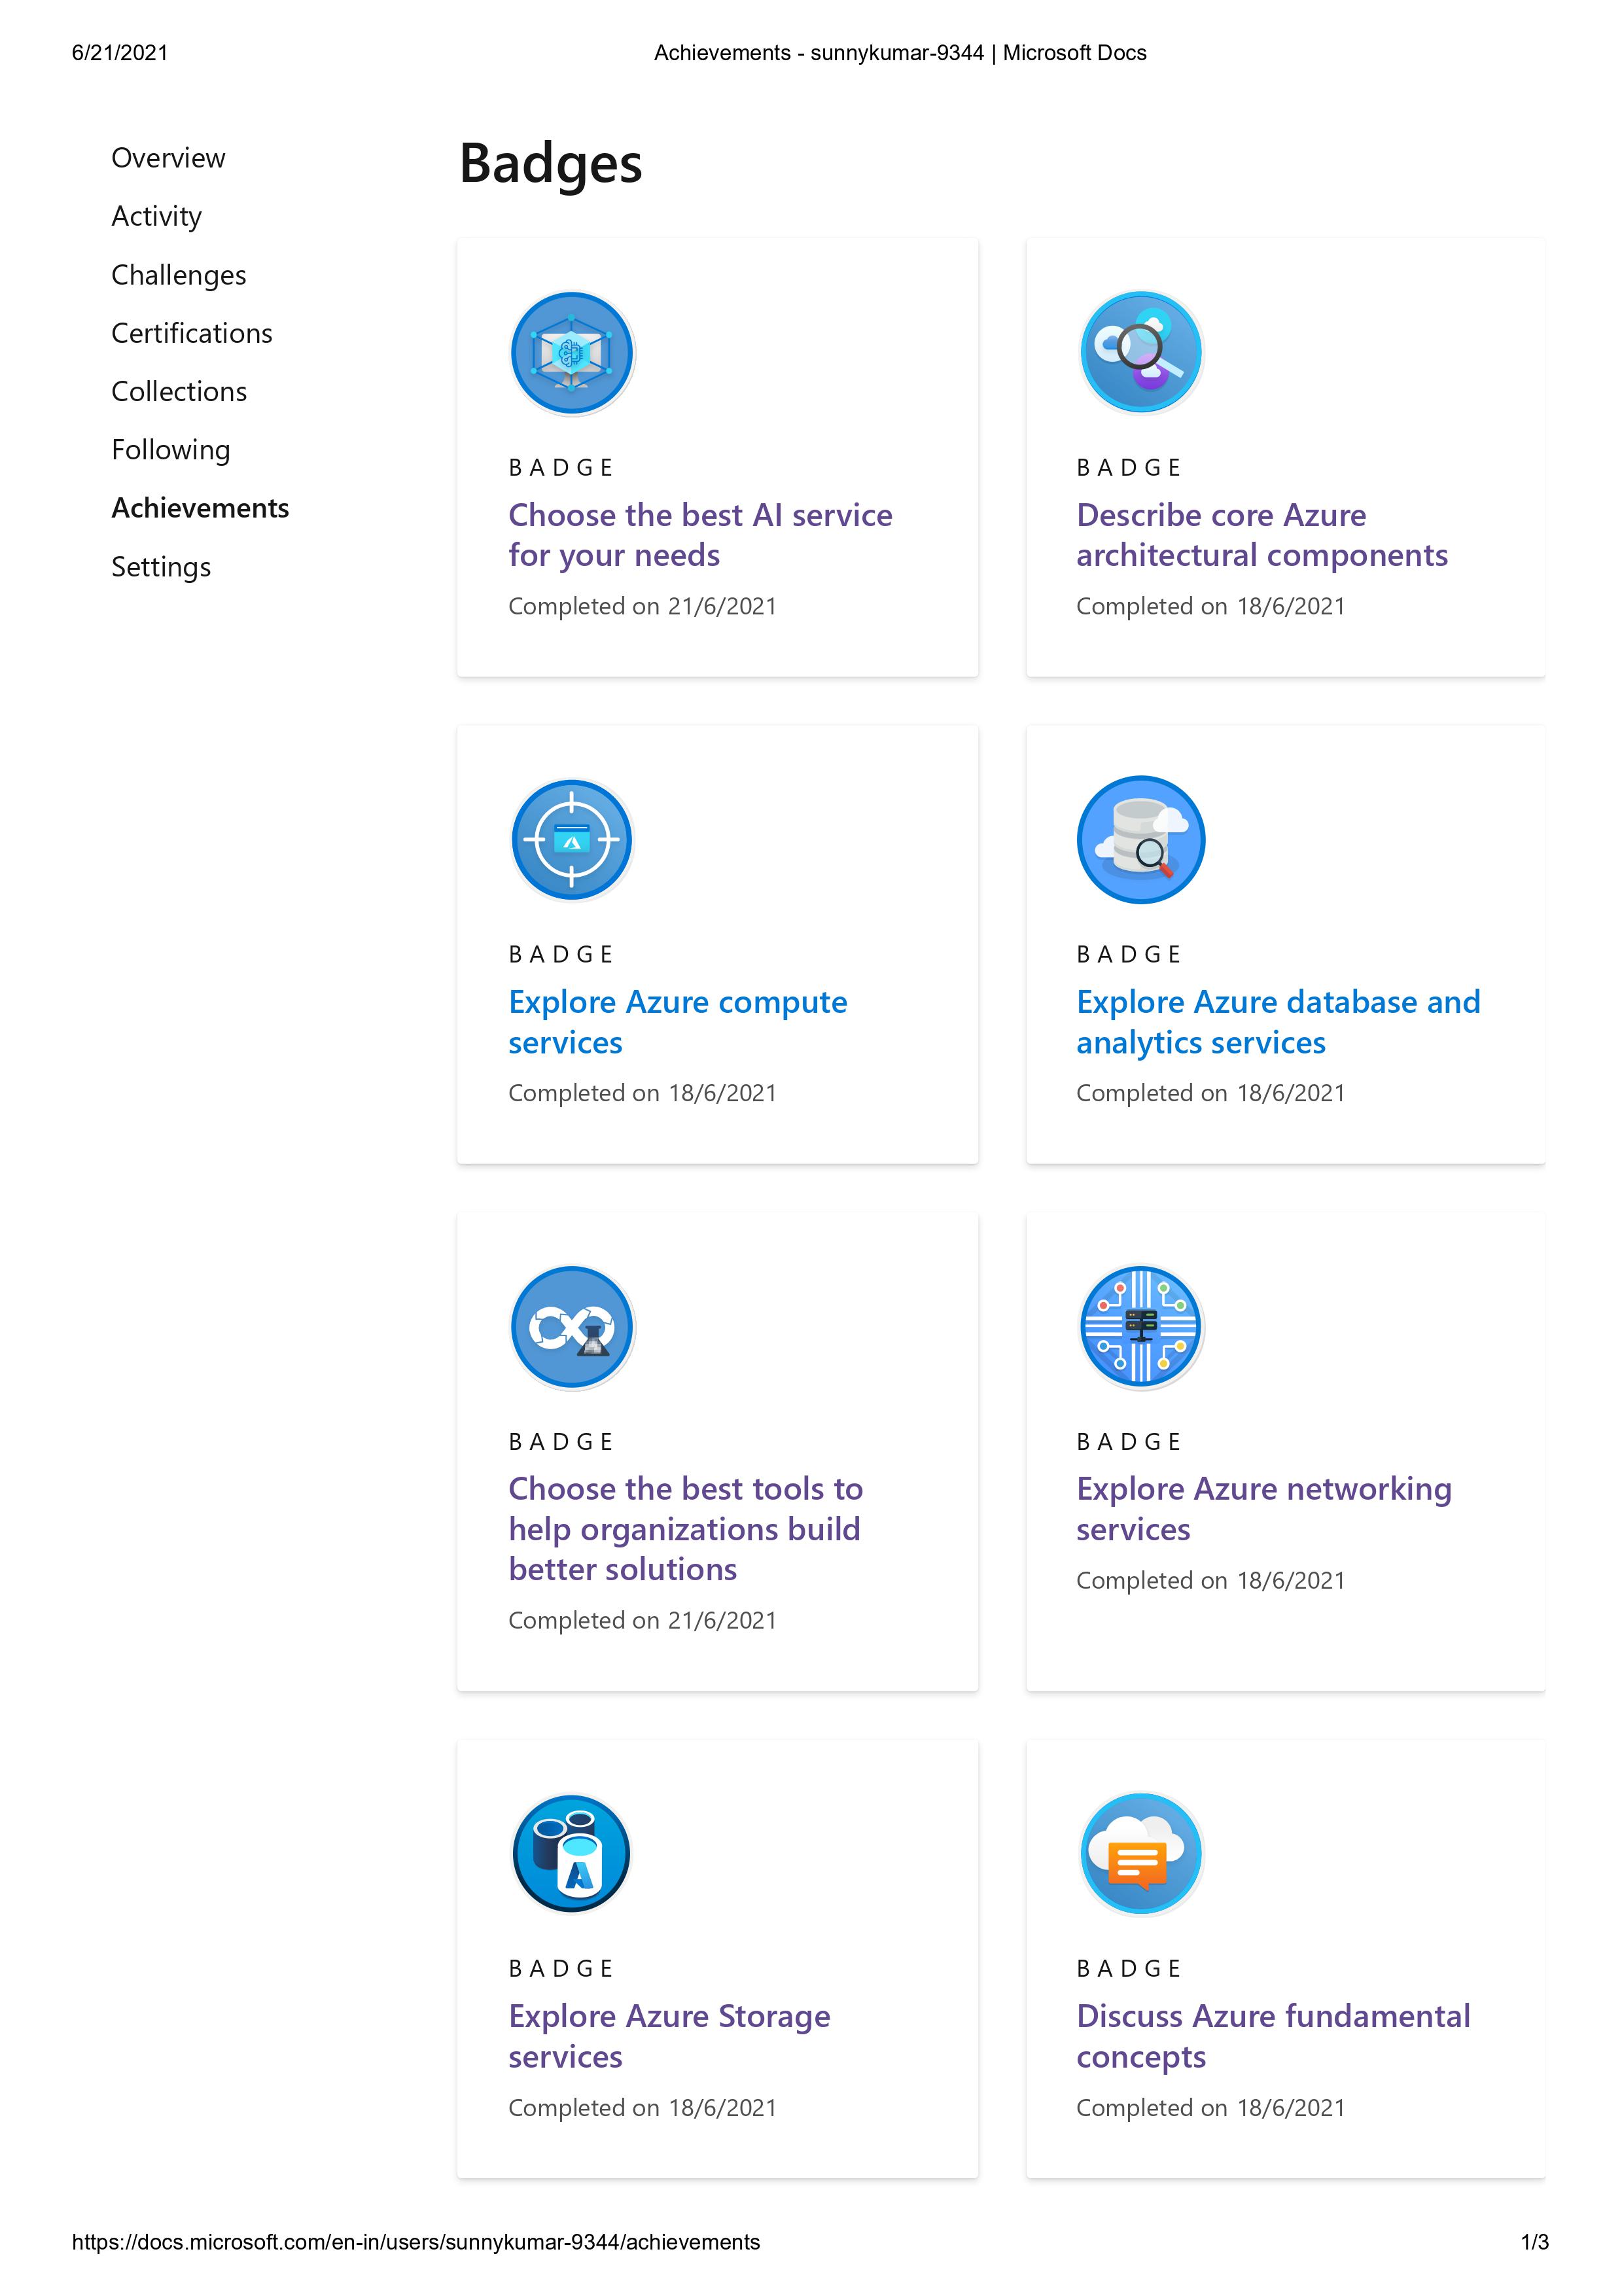 6/21/2021
Achievements - sunnykumar-9344 | Microsoft Docs
Overview
Activity
Challenges
Certifications
Collections
Following
Achievements
Settings
Badges
BADGE
Choose the best AI service
for your needs
Completed on 21/6/2021
BADGE
Describe core Azure
architectural components
Completed on 18/6/2021
BADGE
Explore Azure compute
services
Completed on 18/6/2021
BADGE
Explore Azure database and
analytics services
Completed on 18/6/2021
BADGE
Choose the best tools to
help organizations build
better solutions
Completed on 21/6/2021
BADGE
Explore Azure networking
services
Completed on 18/6/2021
BADGE
Explore Azure Storage
services
Completed on 18/6/2021
BADGE
Discuss Azure fundamental
concepts
Completed on 18/6/2021
https://docs.microsoft.com/en-in/users/sunnykumar-9344/achievements
1/3